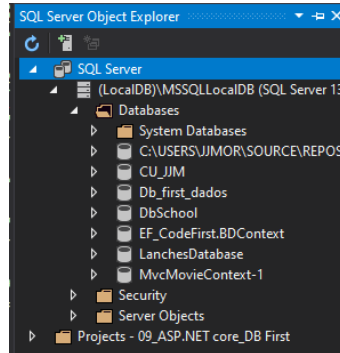 SQL Server Object Explorer
SQL Server
(LocalDB)\MSSQLLocalDB (SQL Server 13
Databases
System Databases
C:\USERS\JJMOR\SOURCE\REPOS
CU_JJM
Db_first_dados
DbSchool
EF_CodeFirst.BDContext
LanchesDatabase
MvcMovieContext-1
Security
Server Objects
Projects - 09_ASP.NET core_DB First